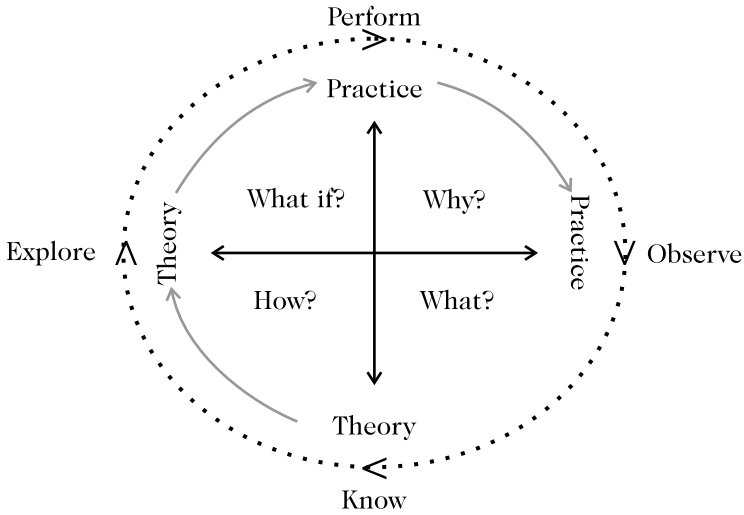 Perform
Practice
What if?
Why?
Theory
Practice
Explore
Observe
How?
What?
Theory
Know